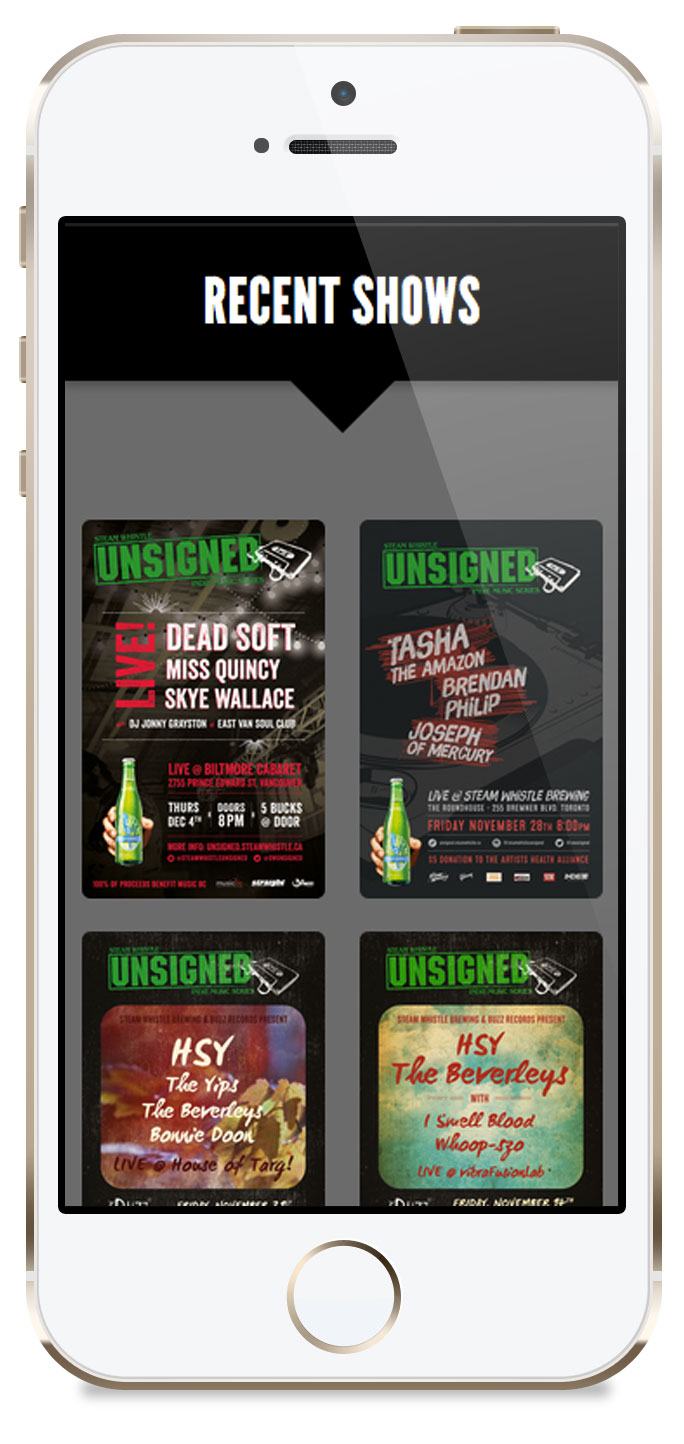 RECENT SHOWS
STEAM WHISTLE
UNSIGNED
INDIE MUSIC SERIES
LIVE!
DEAD SOFT
MISS QUINCY
SKYE WALLACE
DJ JONNY GRAYSTON
EAST VAN SOUL CLUB
LIVE @ BILTMORE CABARET
2755 PRINCE EDWARD ST, VANCOUVER
THURS DEC 4TH
DOORS 8PM
5 BUCKS @ DOOR
MORE INFO: UNSIGNED.STEAMWHISTLE.CA
@STEAMWHISTLEUNSIGNED
@SWUNSIGNED
100% OF PROCEEDS BENEFIT MUSIC BC
straight
STEAM WHISTLE
UNSIGNED
INDIE MUSIC SERIES
TASHA
THE AMAZON
BRENDAN
PHILIP
JOSEPH
OF MERCURY
LIVE @ STEAM WHISTLE BREWING
THE ROUNDHOUSE - 255 BREMNER BLVD. TORONTO
FRIDAY NOVEMBER 28TH 8:00PM
unsigned.steamwhistle.ca
$5 DONATION TO THE ARTISTS HEALTH ALLIANCE
STEAM WHISTLE
UNSIGNED
INDIE MUSIC SERIES
STEAM WHISTLE BREWING & BUZZ RECORDS PRESENT
HSY
The Yips
The Beverleys
Bonnie Doon
LIVE @ House of Targ!
STEAM WHISTLE
UNSIGNED
INDIE MUSIC SERIES
STEAM WHISTLE BREWING & BUZZ RECORDS PRESENT
HSY
The Beverleys
WITH
I Smell Blood
Whoop-szo
LIVE @ vibraFusionLab
FRIDAY, NOVEMBER 14TH